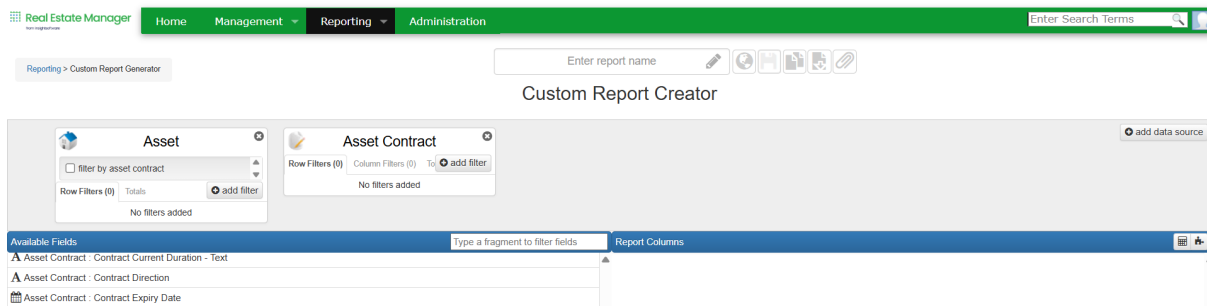 Real Estate Manager
Home Management Reporting Administration
Enter Search Terms
Reporting > Custom Report Generator
Enter report name
Custom Report Creator
Asset
filter by asset contract
Row Filters (0) Totals add filter
No filters added
Asset Contract
Row Filters (0) Column Filters (0) To add filter
No filters added
add data source
Available Fields
Type a fragment to filter fields
Report Columns
A Asset Contract : Contract Current Duration - Text
A Asset Contract : Contract Direction
Asset Contract : Contract Expiry Date